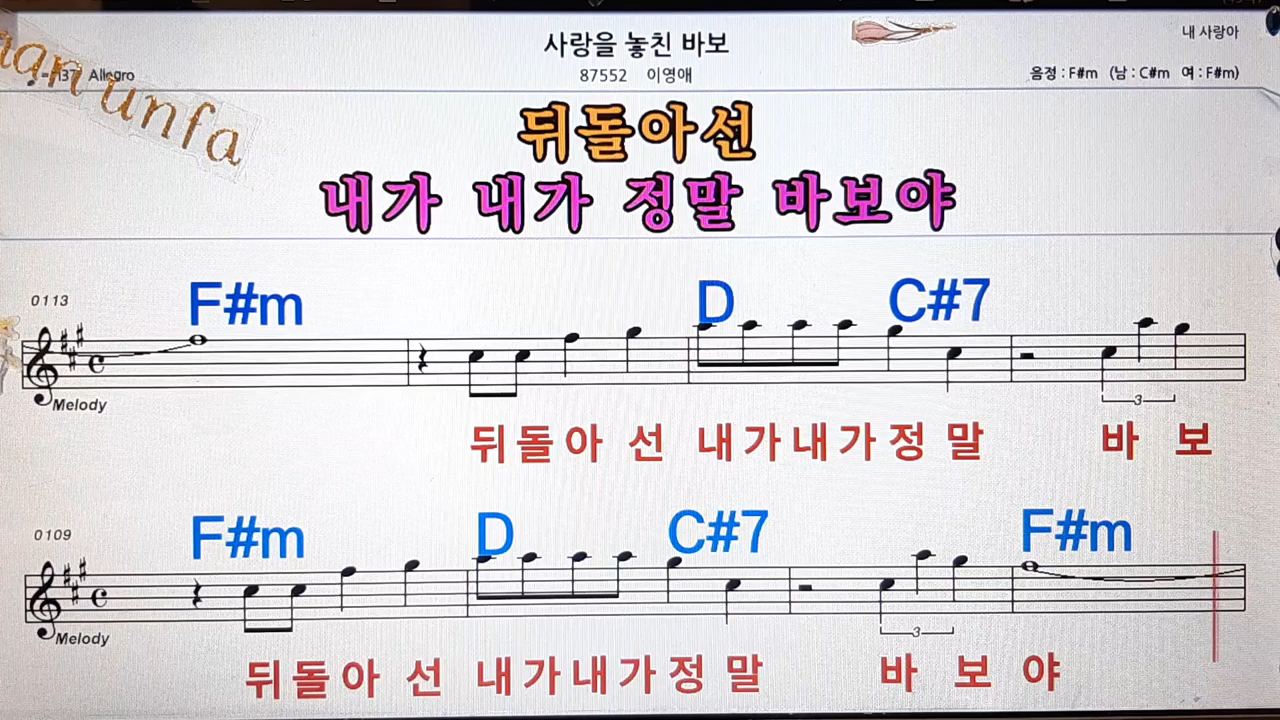 사랑을 놓친 바보
내 사랑아
Allegro
87552 이영애
음정 : F#m (남 : C#m 여 : F#m)
unfa
뒤돌아선
내가 내가 정말 바보야
0113
F#m D C#7
Melody
3
뒤돌아 선 내가내가정 말 바 보
0109
F#m D C#7 F#m
Melody
3
뒤돌아 선 내가내가정 말 바 보 야